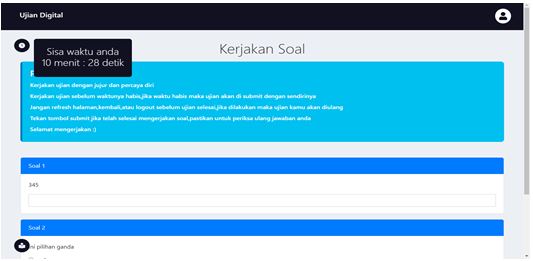 Ujian Digital
Sisa waktu anda
10 menit : 28 detik
Kerjakan Soal
Kerjakan ujian dengan jujur dan percaya diri
Kerjakan ujian sebelum waktunya habis,jika waktu habis maka ujian akan di submit dengan sendirinya
Jangan refresh halaman,kembali,atau logout sebelum ujian selesai,jika dilakukan maka ujian kamu akan diulang
Tekan tombol submit jika telah selesai mengerjakan soal,pastikan untuk periksa ulang jawaban anda
Selamat mengerjakan :)
Soal 1
345
Soal 2
ni pilihan ganda